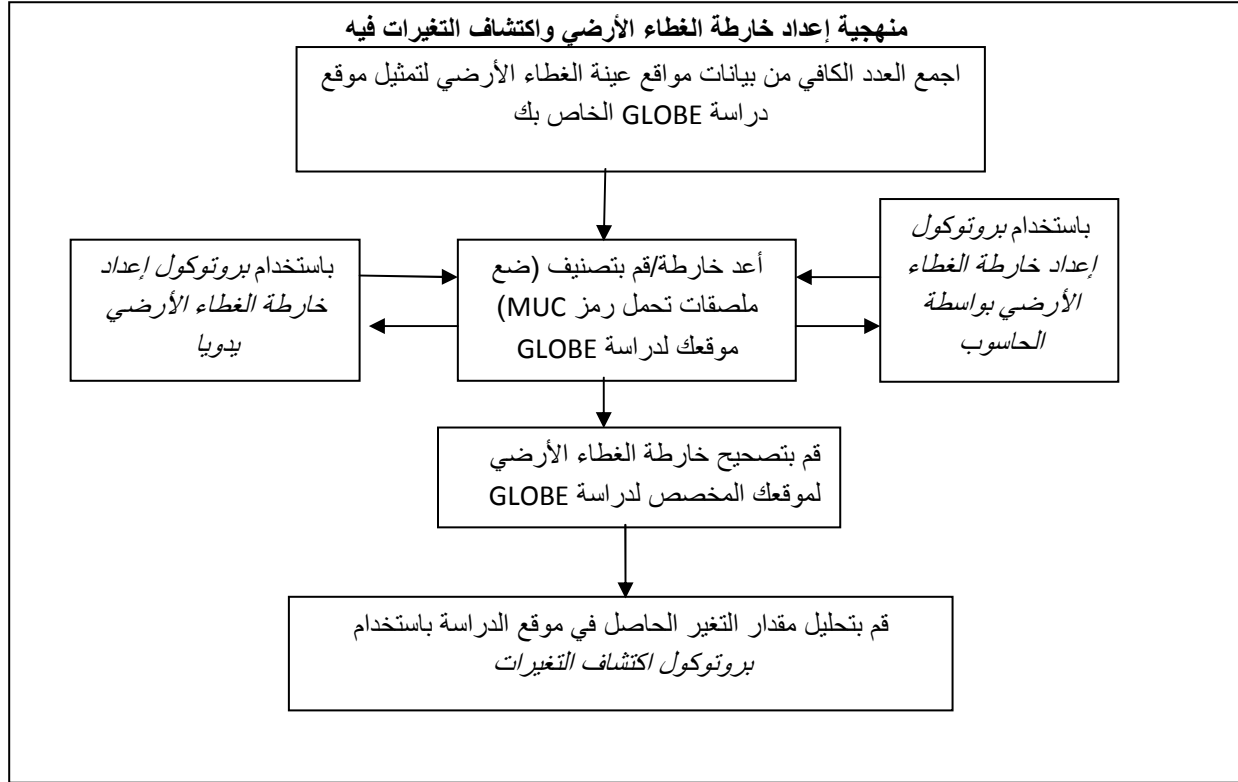 منهجية إعداد خارطة الغطاء الأرضي واكتشاف التغيرات فيه
اجمع العدد الكافي من بيانات مواقع عينة الغطاء الأرضي لتمثيل موقع
دراسة GLOBE الخاص بك
باستخدام بروتوكول
إعداد خارطة الغطاء
الأرضي بواسطة
الحاسوب
أعد خارطة/قم بتصنيف (ضع
ملصقات تحمل رمز MUC)
موقعك لدراسة GLOBE
باستخدام بروتوكول إعداد
خارطة الغطاء الأرضي
يدويا
قم بتصحيح خارطة الغطاء الأرضي
لموقعك المخصص لدراسة GLOBE
قم بتحليل مقدار التغير الحاصل في موقع الدراسة باستخدام
بروتوكول اكتشاف التغيرات